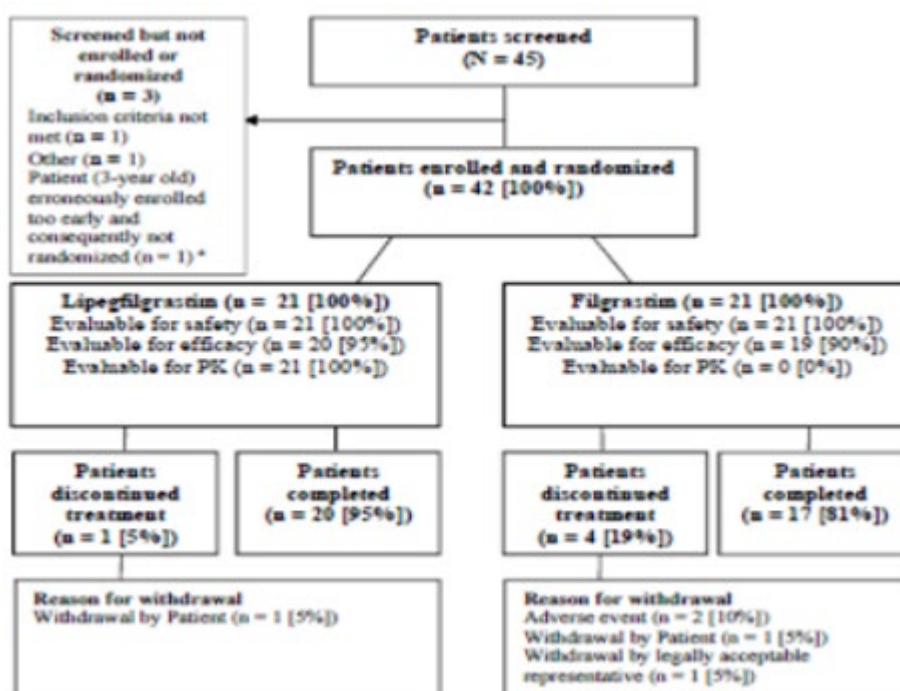 Patients screened
(N = 45)
Screened but not
enrolled or
randomized
(n = 3)
Inclusion criteria not
met (n = 1)
Other (n = 1)
Patient (3-year old)
erroneously enrolled
too early and
consequently not
randomized (n = 1) *
Patients enrolled and randomized
(n = 42 [100%])
Lipegfilgrastim (n = 21 [100%])
Evaluable for safety (n = 21 [100%])
Evaluable for efficacy (n = 20 [95%])
Evaluable for PK (n = 21 [100%])
Filgrastim (n = 21 [100%])
Evaluable for safety (n = 21 [100%])
Evaluable for efficacy (n = 19 [90%])
Evaluable for PK (n = 0 [0%])
Patients
discontinued
treatment
(n = 1 [5%])
Patients
completed
(n = 20 [95%])
Patients
discontinued
treatment
(n = 4 [19%])
Patients
completed
(n = 17 [81%])
Reason for withdrawal
Withdrawal by Patient (n = 1 [5%])
Reason for withdrawal
Adverse event (n = 2 [10%])
Withdrawal by Patient (n = 1 [5%])
Withdrawal by legally acceptable
representative (n = 1 [5%])